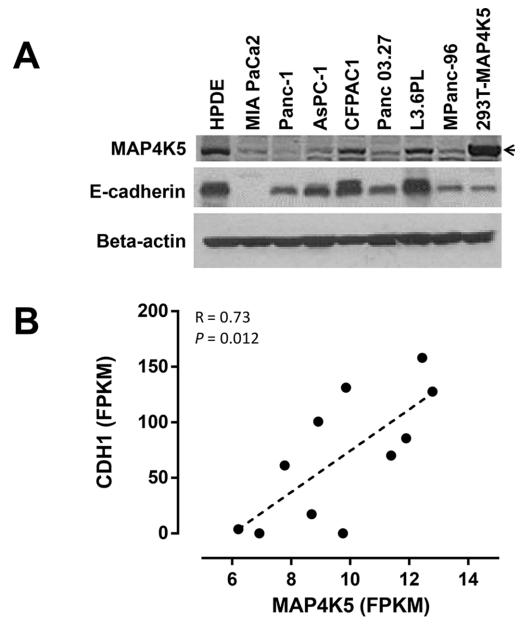 A
HPDE
MIA PaCa2
Panc-1
AsPC-1
CFPAC1
Panc 03.27
L3.6PL
MPanc-96
293T-MAP4K5
MAP4K5
E-cadherin
Beta-actin
B
R = 0.73
P = 0.012
CDH1 (FPKM)
200
150
100
50
0
6 8 10 12 14
MAP4K5 (FPKM)